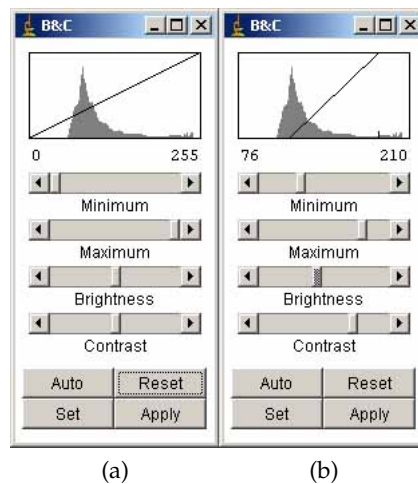 B&C
0 255
Minimum
Maximum
Brightness
Contrast
Auto Reset
Set Apply
(a)
B&C
76 210
Minimum
Maximum
Brightness
Contrast
Auto Reset
Set Apply
(b)